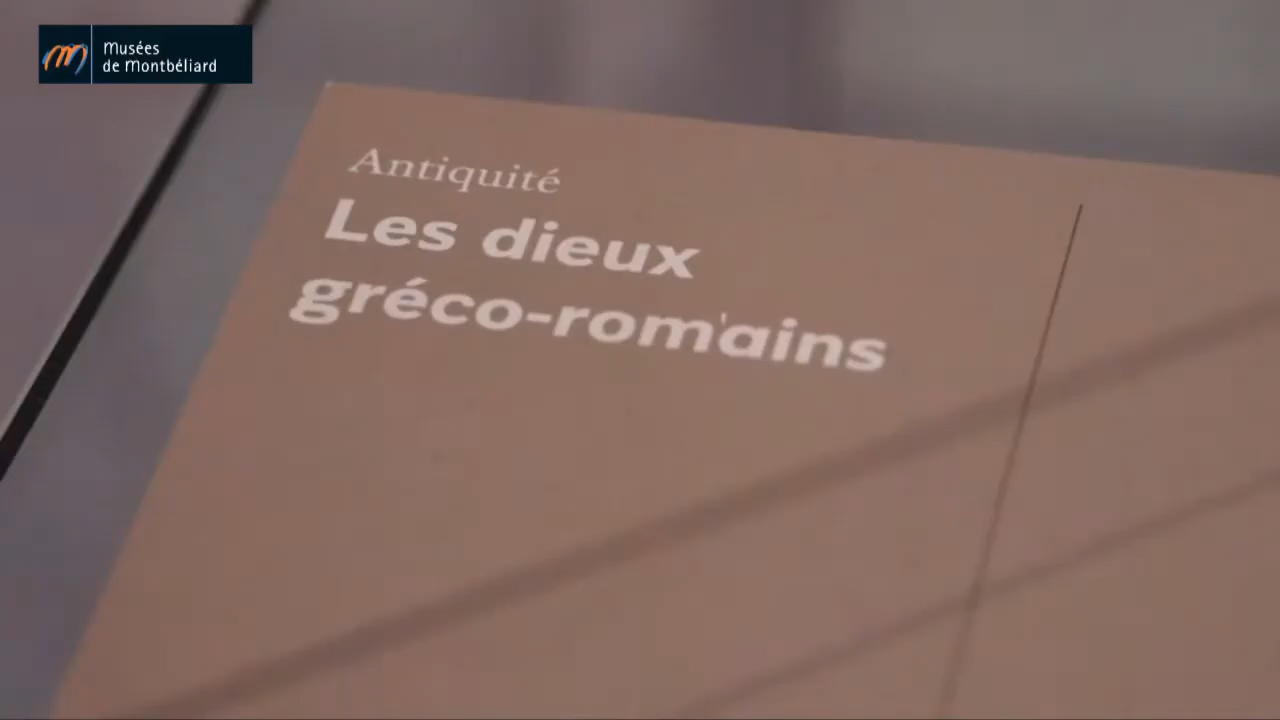 Musées
de Montbéliard
Antiquité
Les dieux
gréco-romains